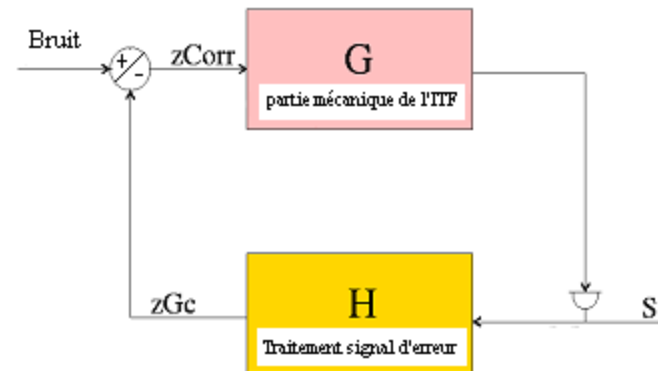 Bruit
+
-
zCorr
G
partie mécanique de l'ITF
zGc
H
Traitement signal d'erreur
S